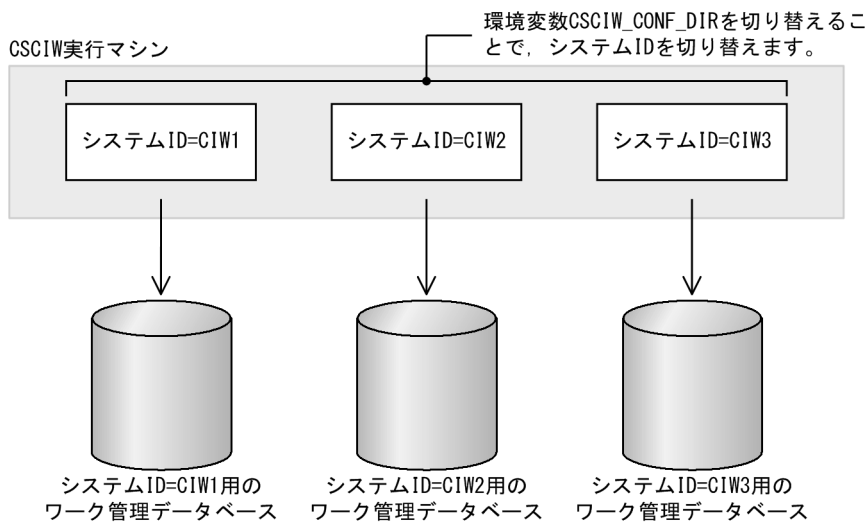 環境変数CSCIW_CONF_DIRを切り替えるこ
とで，システムIDを切り替えます。
CSCIW実行マシン
システムID=CIW1
システムID=CIW2
システムID=CIW3
システムID=CIW1用の
ワーク管理データベース
システムID=CIW2用の
ワーク管理データベース
システムID=CIW3用の
ワーク管理データベース